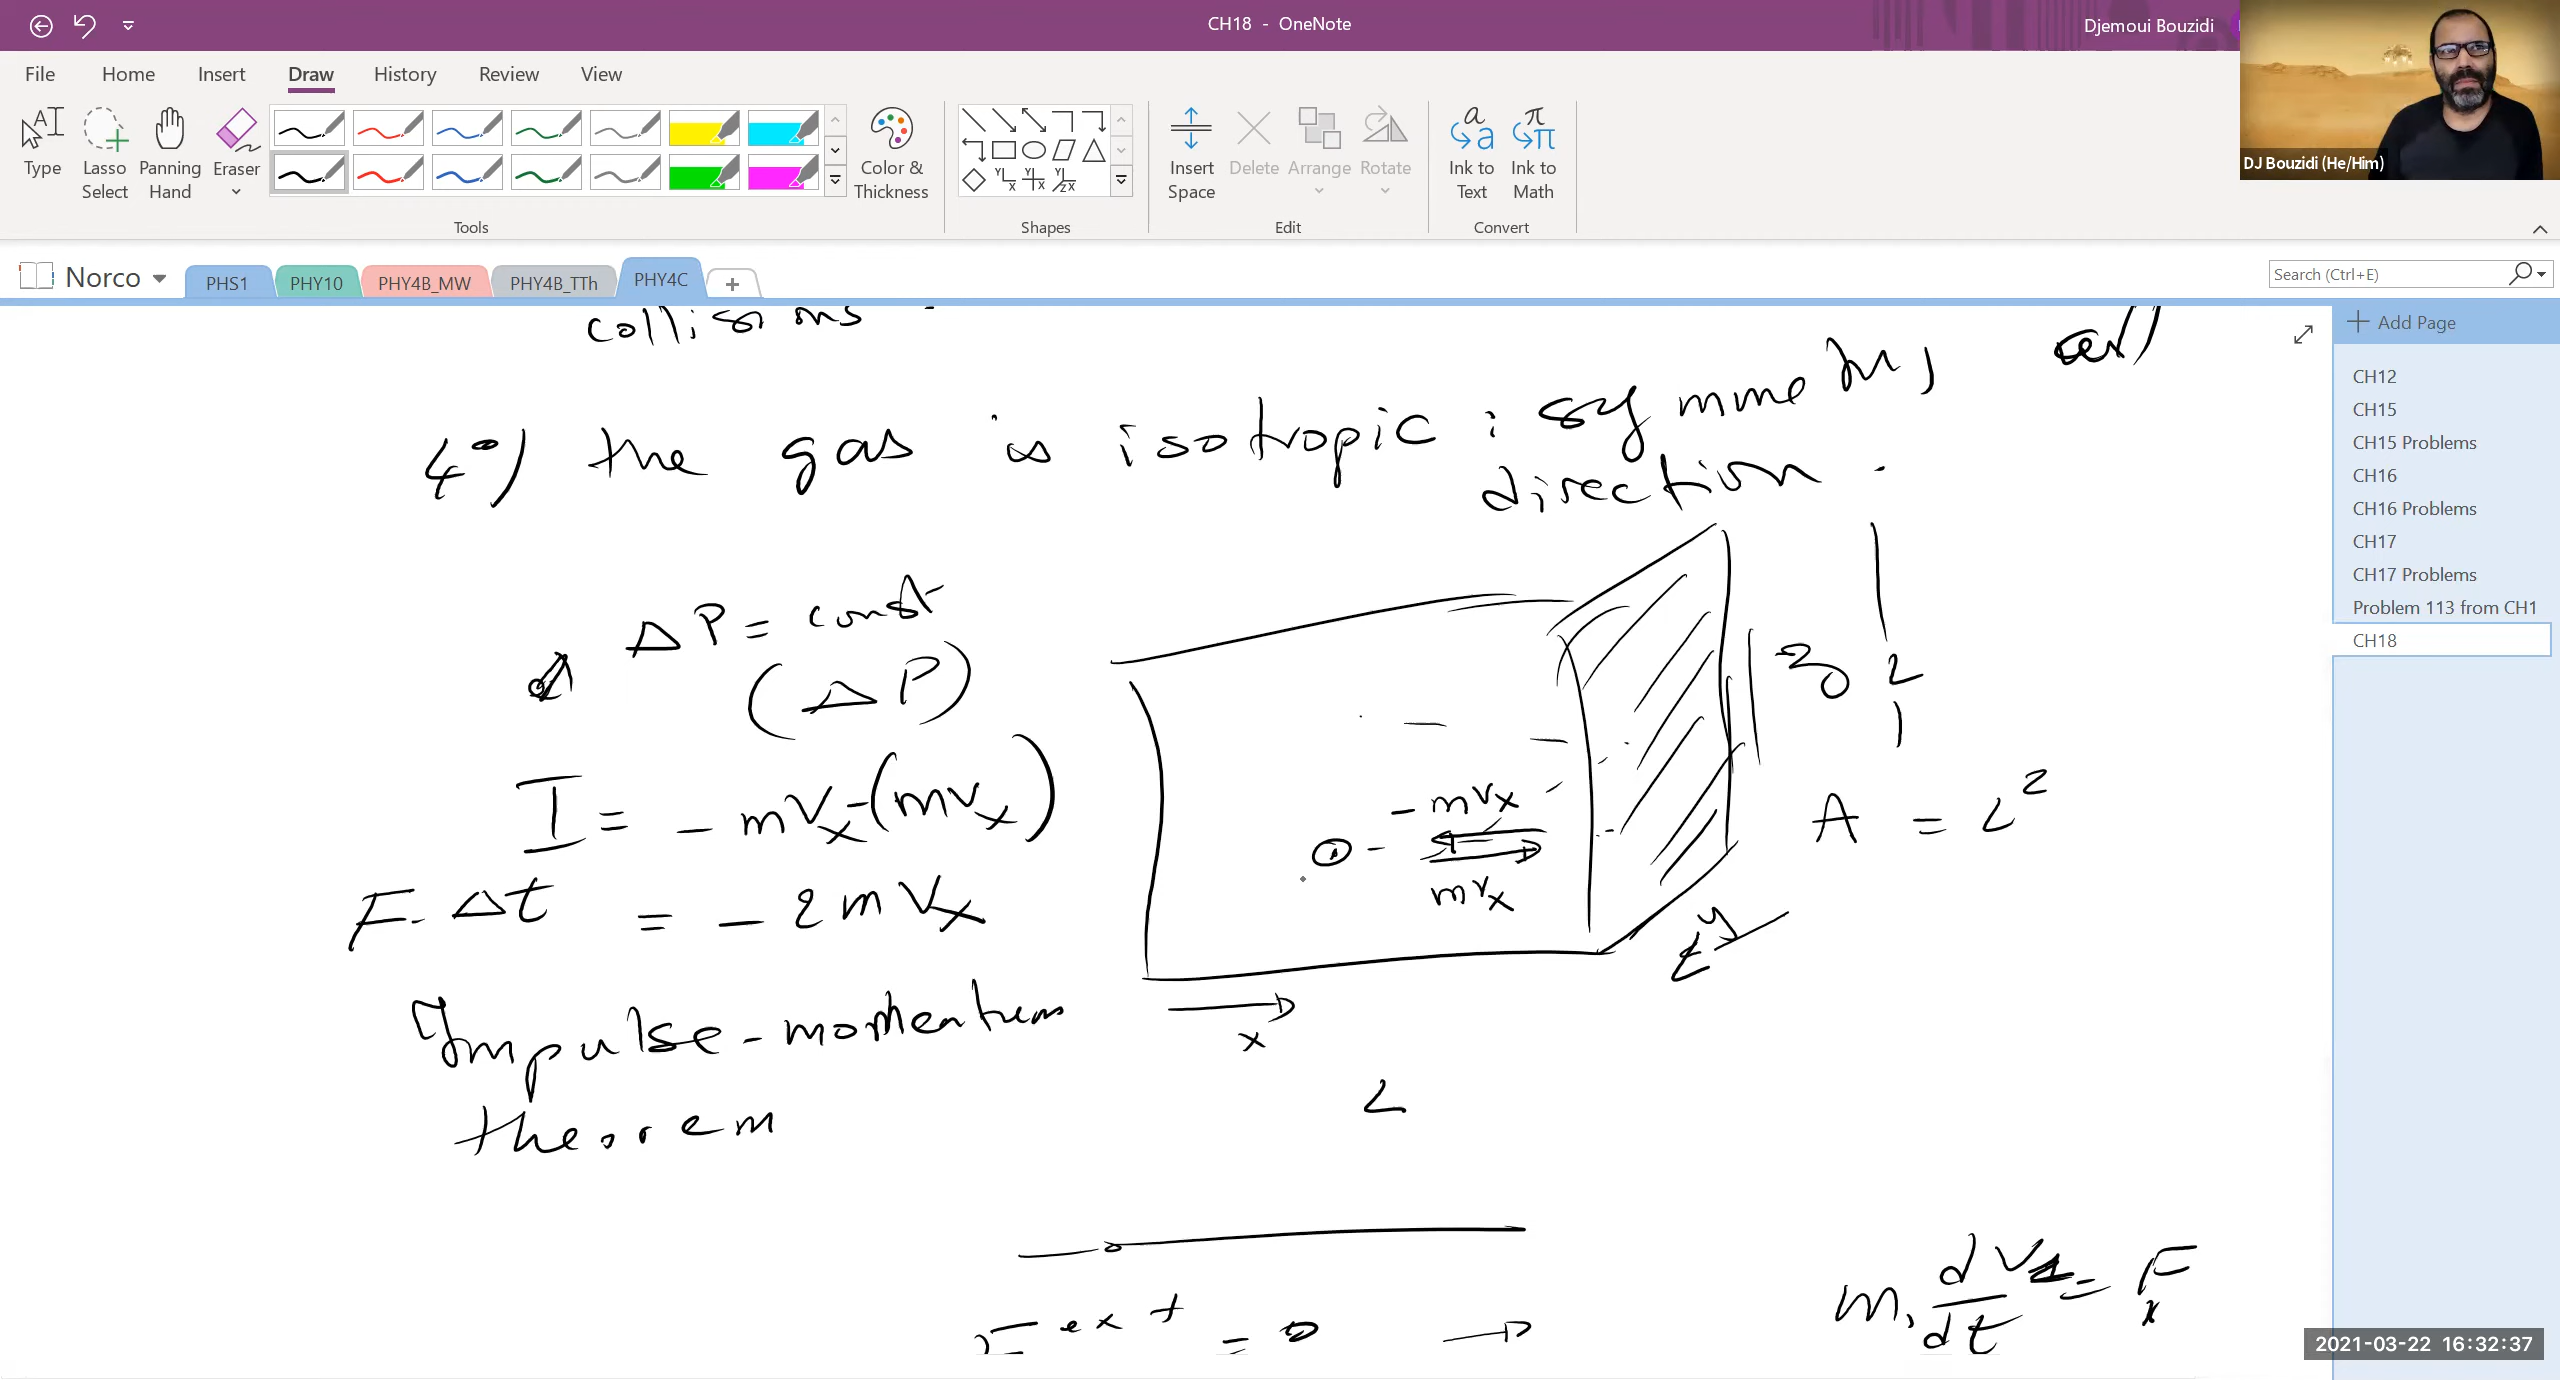 CH18 - OneNote
Djemoui Bouzidi
File Home Insert Draw History Review View
Type
Lasso Select
Panning Hand
Eraser
Color & Thickness
Insert Space
Delete
Arrange
Rotate
Ink to Text
Ink to Math
Tools
Shapes
Edit
Convert
DJ Bouzidi (He/Him)
Norco
PHS1 PHY10 PHY4B_MW PHY4B_TTh PHY4C
Search (Ctrl+E)
Add Page
CH12
CH15
CH15 Problems
CH16
CH16 Problems
CH17
CH17 Problems
Problem 113 from CH1
CH18
collisions.
4°) the gas is isotropic : symmetry
direction.
ΔP = const
(ΔP)
I = - mVx - (mVx)
F. Δt = - 2mVx
Impulse-momentum
theorem
- mVx
mVx
L
A = L²
y
x
L
F ext = 0 →
m. dV/dt = Fx
2021-03-22 16:32:37